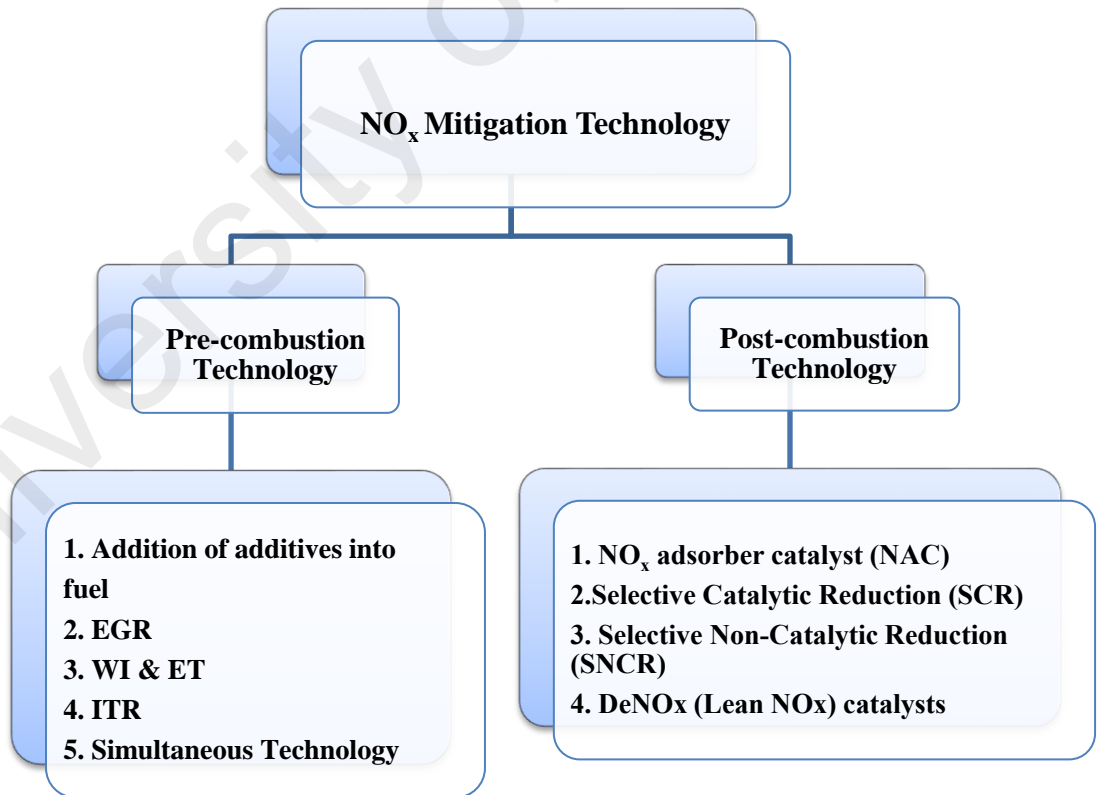 NOx Mitigation Technology
Pre-combustion
Technology
Post-combustion
Technology
1. Addition of additives into
fuel
2. EGR
3. WI & ET
4. ITR
5. Simultaneous Technology
1. NOx adsorber catalyst (NAC)
2.Selective Catalytic Reduction (SCR)
3. Selective Non-Catalytic Reduction
(SNCR)
4. DeNOx (Lean NOx) catalysts